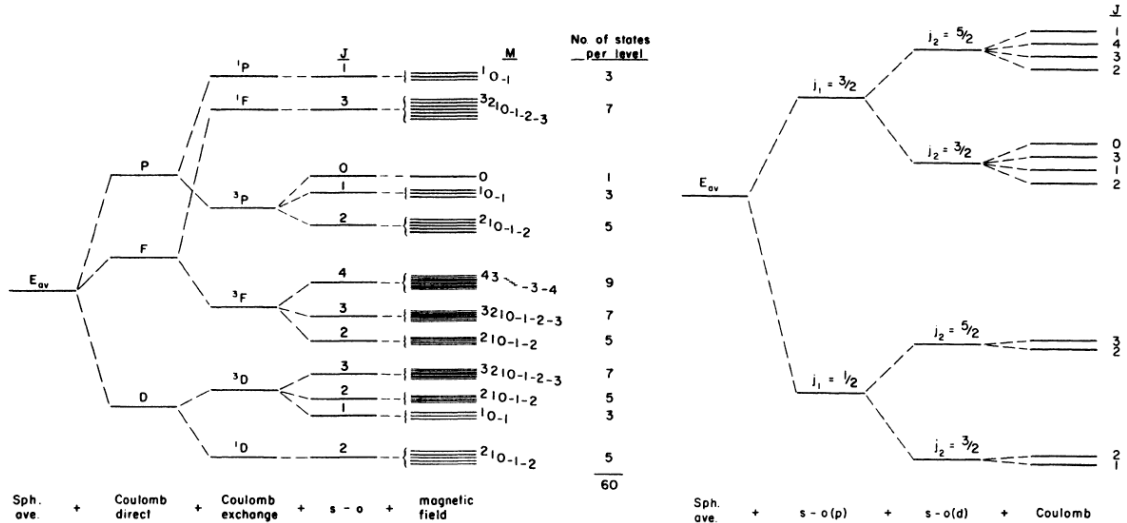 J
M
No. of states
per level
¹P
1
1 0 -1
3
¹F
3
3 2 1 0 -1 -2 -3
7
P
0
0
1
³P
1
1 0 -1
3
2
2 1 0 -1 -2
5
E_av
F
³F
4
4 3 -3 -4
9
3
3 2 1 0 -1 -2 -3
7
2
2 1 0 -1 -2
5
D
³D
3
3 2 1 0 -1 -2 -3
7
2
2 1 0 -1 -2
5
1
1 0 -1
3
¹D
2
2 1 0 -1 -2
5
60
Sph. ave. + Coulomb direct + Coulomb exchange + s - o + magnetic field
J
j₂ = 5/2
1
4
3
2
j₁ = 3/2
j₂ = 3/2
0
3
1
2
E_av
j₂ = 5/2
3
2
j₁ = 1/2
j₂ = 3/2
2
1
Sph. ave. + s - o(p) + s - o(d) + Coulomb